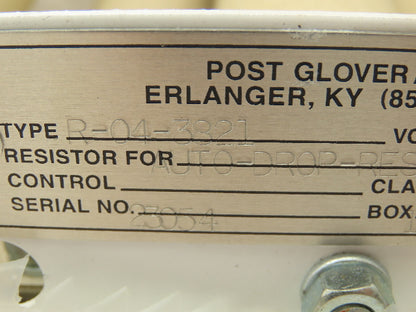 POST GLOVER
ERLANGER, KY (85
TYPE R-04-3821 VO
RESISTOR FOR AUTO-DROP-RES
CONTROL CLA
SERIAL NO. 23054 BOX